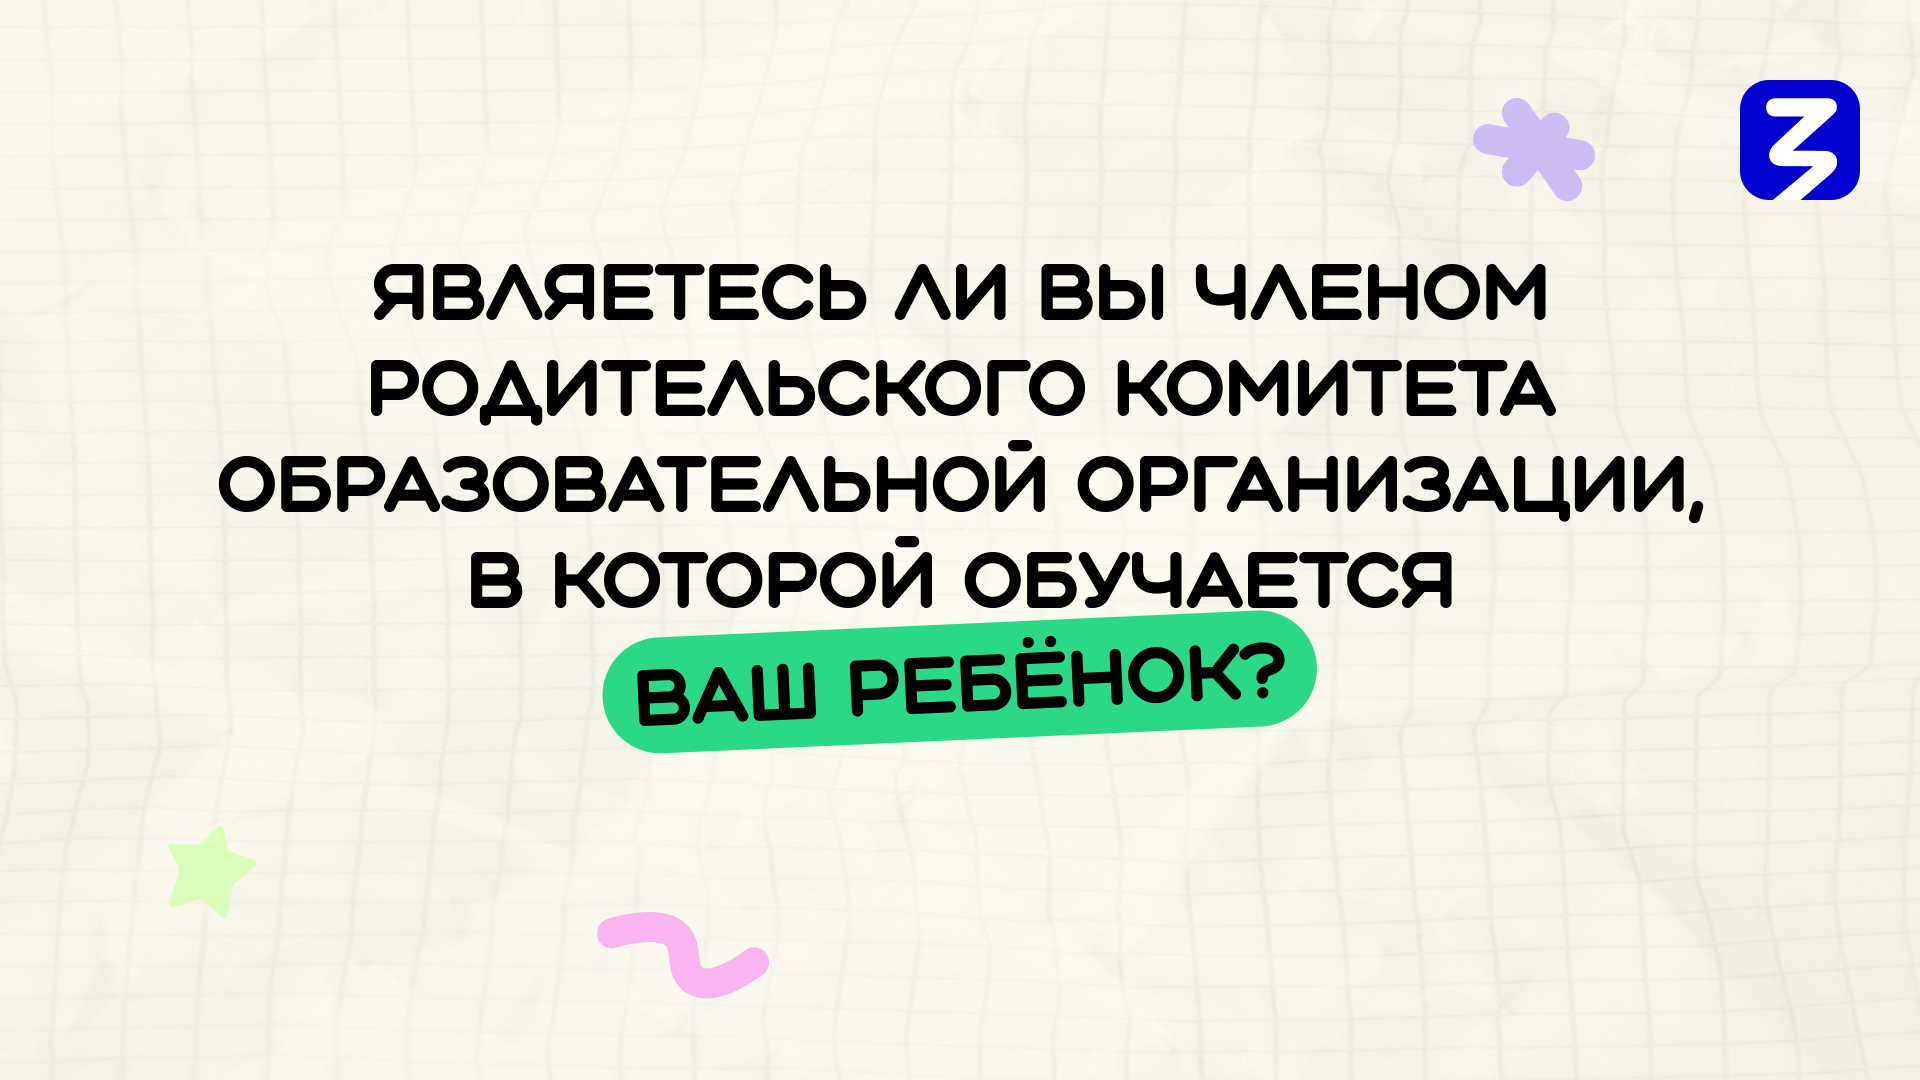 ЯВЛЯЕТЕСЬ ЛИ ВЫ ЧЛЕНОМ
РОДИТЕЛЬСКОГО КОМИТЕТА
ОБРАЗОВАТЕЛЬНОЙ ОРГАНИЗАЦИИ,
В КОТОРОЙ ОБУЧАЕТСЯ
ВАШ РЕБЁНОК?